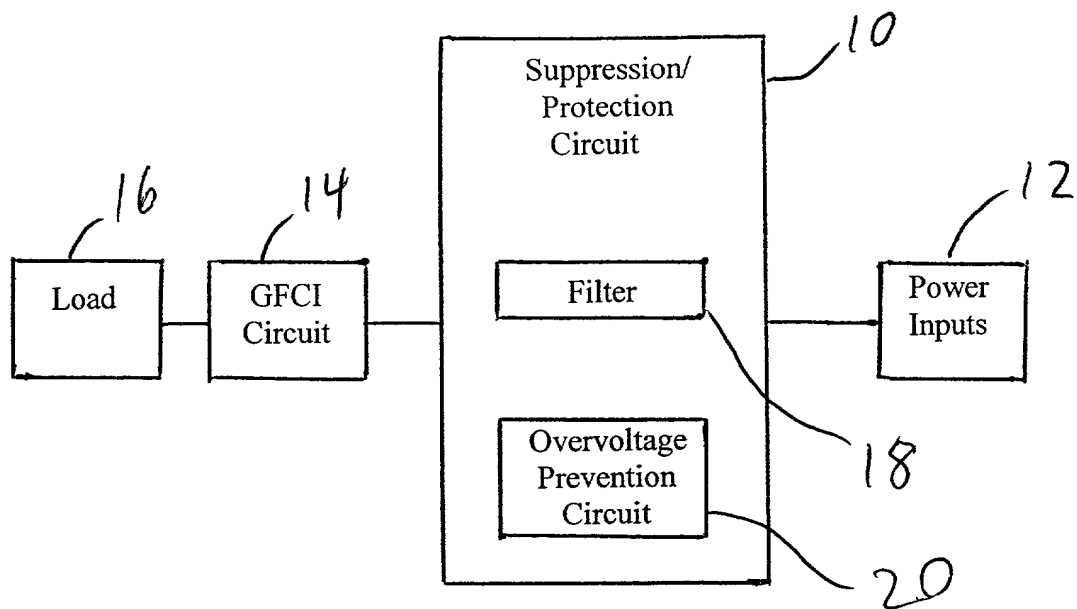 10
Suppression/
Protection
Circuit
16
14
12
Load
GFCI
Circuit
Filter
Power
Inputs
18
Overvoltage
Prevention
Circuit
20